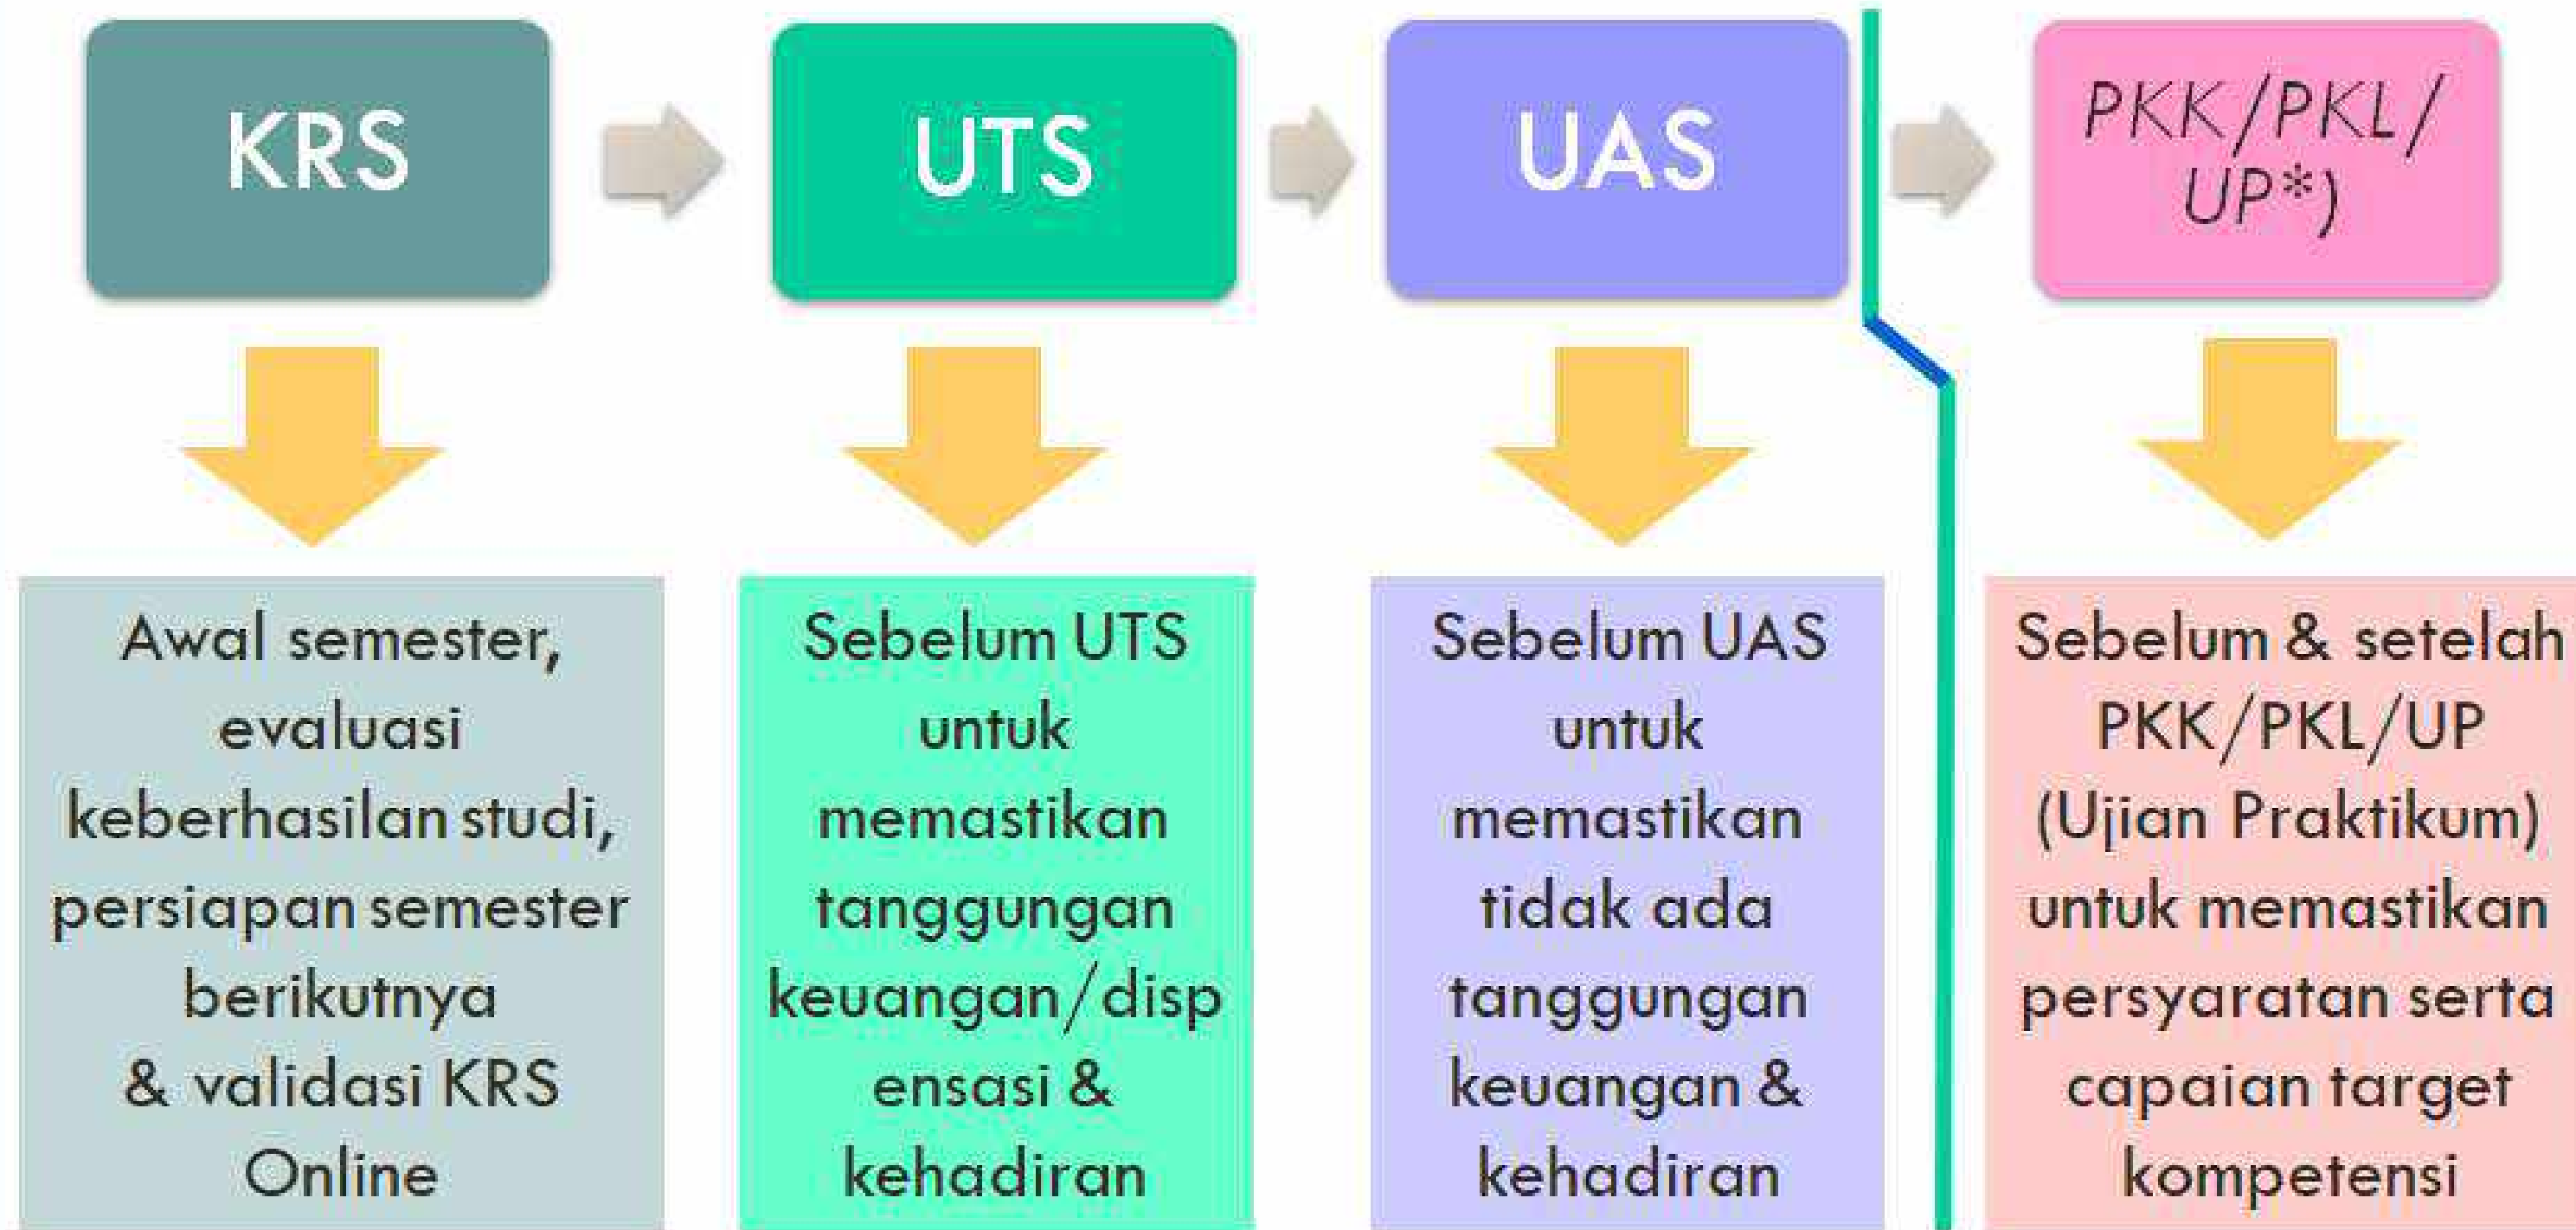 KRS
UTS
UAS
PKK/PKL/
UP*)
Awal semester,
evaluasi
keberhasilan studi,
persiapan semester
berikutnya
& validasi KRS
Online
Sebelum UTS
untuk
memastikan
tanggungan
keuangan/disp
ensasi &
kehadiran
Sebelum UAS
untuk
memastikan
tidak ada
tanggungan
keuangan &
kehadiran
Sebelum & setelah
PKK/PKL/UP
(Ujian Praktikum)
untuk memastikan
persyaratan serta
capaian target
kompetensi